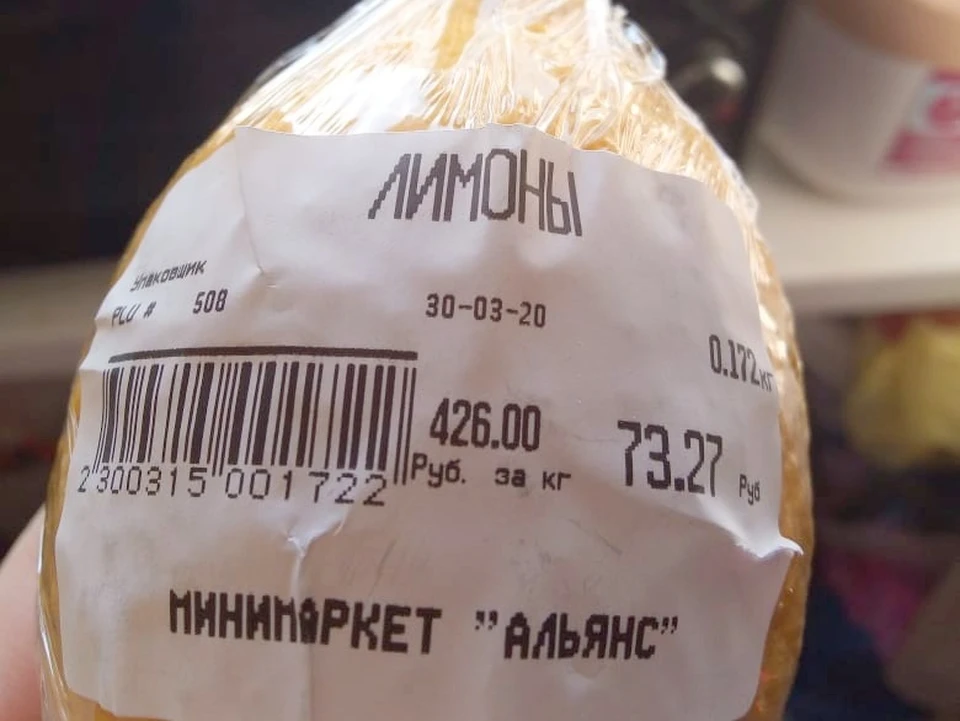 ЛИМОНЫ
Упаковщик
PLU # 508
30-03-20
0.172кг
426.00
Руб. за кг
73.27 Руб
2 300315 001722
МИНИМАРКЕТ "АЛЬЯНС"